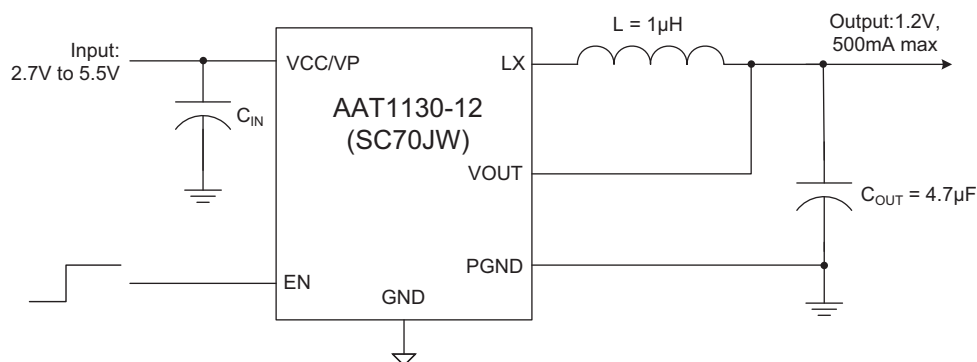 Input:
2.7V to 5.5V
C_IN
VCC/VP
EN
AAT1130-12
(SC70JW)
GND
LX
VOUT
PGND
L = 1µH
Output:1.2V,
500mA max
C_OUT = 4.7µF